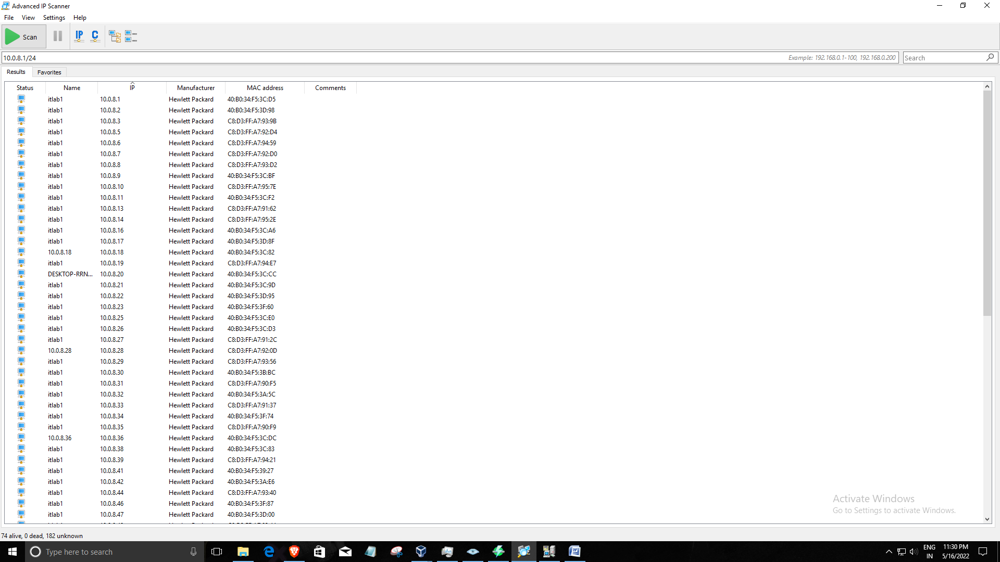 Advanced IP Scanner
File View Settings Help
Scan IP C
10.0.8.1/24 Example: 192.168.0.1-100, 192.168.0.200 Search
Results Favorites
Status Name IP Manufacturer MAC address Comments
itlab1 10.0.8.1 Hewlett Packard 40:B0:34:F5:3C:D5
itlab1 10.0.8.2 Hewlett Packard 40:B0:34:F5:3D:98
itlab1 10.0.8.3 Hewlett Packard C8:D3:FF:A7:93:9B
itlab1 10.0.8.5 Hewlett Packard C8:D3:FF:A7:92:D4
itlab1 10.0.8.6 Hewlett Packard C8:D3:FF:A7:94:59
itlab1 10.0.8.7 Hewlett Packard C8:D3:FF:A7:92:D0
itlab1 10.0.8.8 Hewlett Packard C8:D3:FF:A7:93:D2
itlab1 10.0.8.9 Hewlett Packard 40:B0:34:F5:3C:BF
itlab1 10.0.8.10 Hewlett Packard C8:D3:FF:A7:95:7E
itlab1 10.0.8.11 Hewlett Packard 40:B0:34:F5:3C:F2
itlab1 10.0.8.13 Hewlett Packard C8:D3:FF:A7:91:62
itlab1 10.0.8.14 Hewlett Packard C8:D3:FF:A7:95:2E
itlab1 10.0.8.16 Hewlett Packard 40:B0:34:F5:3C:A6
itlab1 10.0.8.17 Hewlett Packard 40:B0:34:F5:3D:8F
10.0.8.18 10.0.8.18 Hewlett Packard 40:B0:34:F5:3C:82
itlab1 10.0.8.19 Hewlett Packard C8:D3:FF:A7:94:E7
DESKTOP-RRN... 10.0.8.20 Hewlett Packard 40:B0:34:F5:3C:CC
itlab1 10.0.8.21 Hewlett Packard 40:B0:34:F5:3C:9D
itlab1 10.0.8.22 Hewlett Packard 40:B0:34:F5:3D:95
itlab1 10.0.8.23 Hewlett Packard 40:B0:34:F5:3F:60
itlab1 10.0.8.25 Hewlett Packard 40:B0:34:F5:3C:E0
itlab1 10.0.8.26 Hewlett Packard 40:B0:34:F5:3C:D3
itlab1 10.0.8.27 Hewlett Packard C8:D3:FF:A7:91:2C
10.0.8.28 10.0.8.28 Hewlett Packard C8:D3:FF:A7:92:0D
itlab1 10.0.8.29 Hewlett Packard C8:D3:FF:A7:93:56
itlab1 10.0.8.30 Hewlett Packard 40:B0:34:F5:3B:BC
itlab1 10.0.8.31 Hewlett Packard C8:D3:FF:A7:90:F5
itlab1 10.0.8.32 Hewlett Packard 40:B0:34:F5:3A:5C
itlab1 10.0.8.33 Hewlett Packard C8:D3:FF:A7:91:37
itlab1 10.0.8.34 Hewlett Packard 40:B0:34:F5:3F:74
itlab1 10.0.8.35 Hewlett Packard C8:D3:FF:A7:90:F9
10.0.8.36 10.0.8.36 Hewlett Packard 40:B0:34:F5:3C:DC
itlab1 10.0.8.38 Hewlett Packard 40:B0:34:F5:3C:83
itlab1 10.0.8.39 Hewlett Packard C8:D3:FF:A7:94:21
itlab1 10.0.8.41 Hewlett Packard 40:B0:34:F5:39:27
itlab1 10.0.8.42 Hewlett Packard 40:B0:34:F5:3A:E6
itlab1 10.0.8.44 Hewlett Packard C8:D3:FF:A7:93:40
itlab1 10.0.8.46 Hewlett Packard 40:B0:34:F5:3F:87
itlab1 10.0.8.47 Hewlett Packard 40:B0:34:F5:3D:00
Activate Windows
Go to Settings to activate Windows.
74 alive, 0 dead, 182 unknown
Type here to search
ENG 11:30 PM
IN 5/16/2022